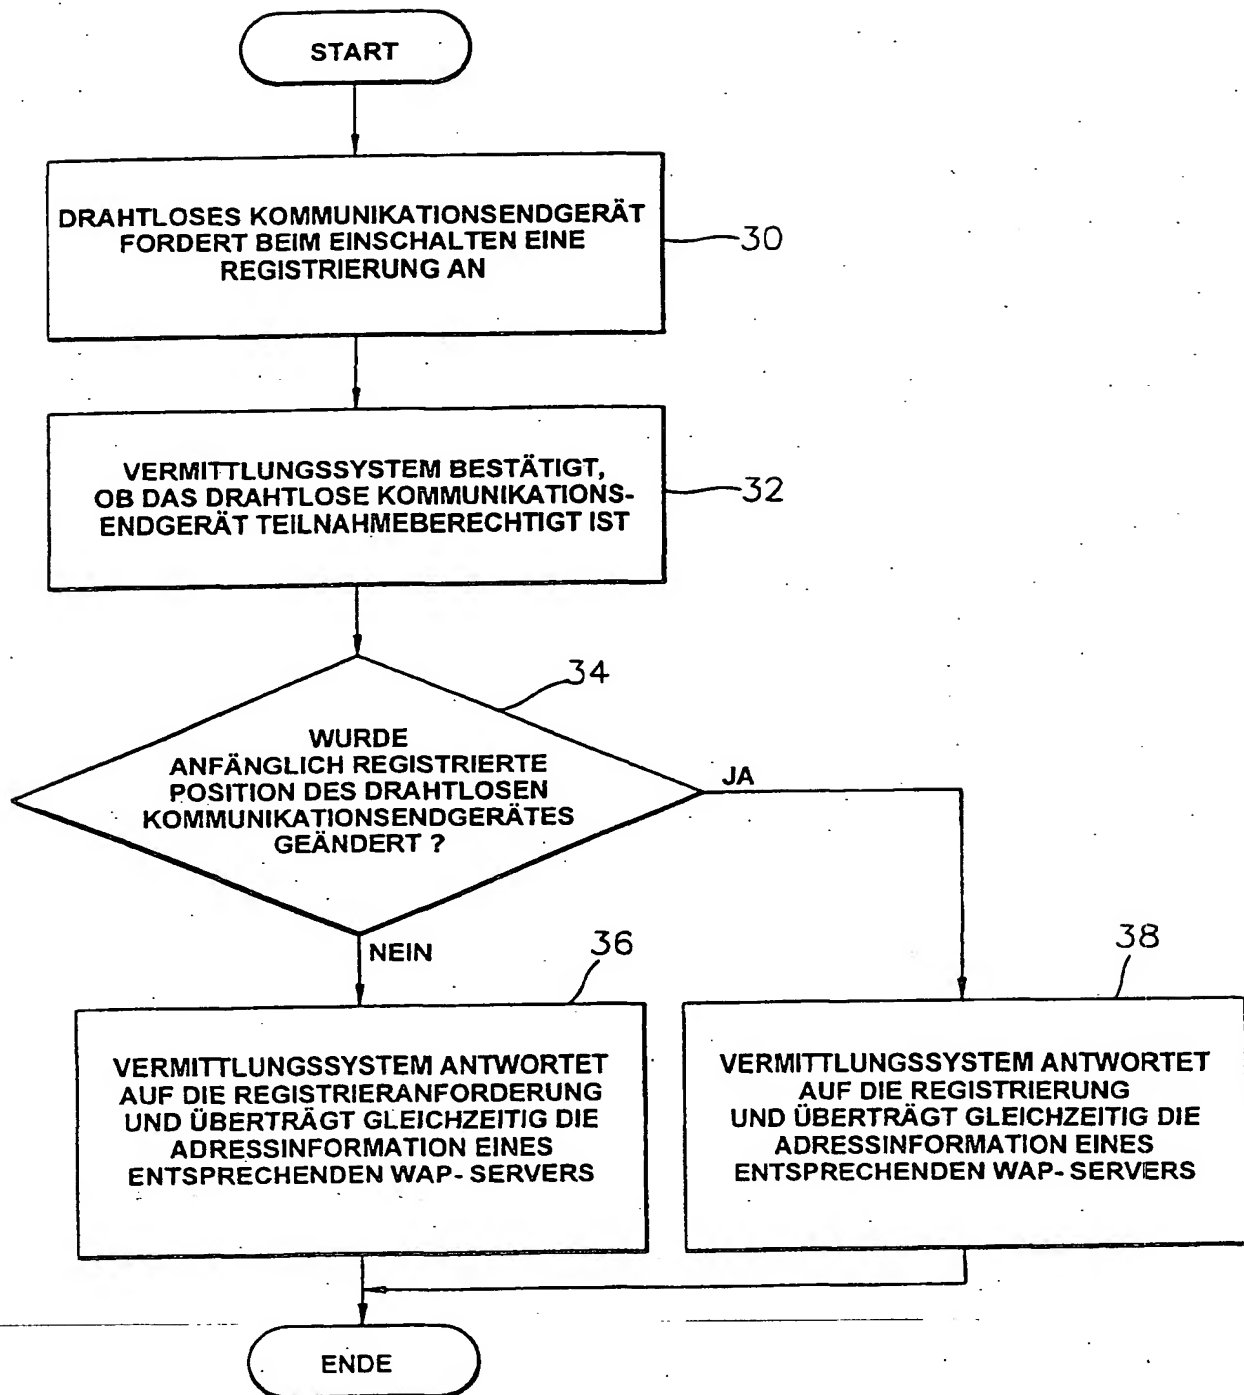 START
DRAHTLOSES KOMMUNIKATIONSENDGERÄT
FORDERT BEIM EINSCHALTEN EINE
REGISTRIERUNG AN
30
VERMITTLUNGSSYSTEM BESTÄTIGT,
OB DAS DRAHTLOSE KOMMUNIKATIONS-
ENDGERÄT TEILNAHMEBERECHTIGT IST
32
34
WURDE
ANFÄNGLICH REGISTRIERTE
POSITION DES DRAHTLOSEN
KOMMUNIKATIONSENDGERÄTES
GEÄNDERT ?
JA
NEIN
36
VERMITTLUNGSSYSTEM ANTWORTET
AUF DIE REGISTRIERANFORDERUNG
UND ÜBERTRÄGT GLEICHZEITIG DIE
ADRESSINFORMATION EINES
ENTSPRECHENDEN WAP- SERVERS
38
VERMITTLUNGSSYSTEM ANTWORTET
AUF DIE REGISTRIERUNG
UND ÜBERTRÄGT GLEICHZEITIG DIE
ADRESSINFORMATION EINES
ENTSPRECHENDEN WAP- SERVERS
ENDE